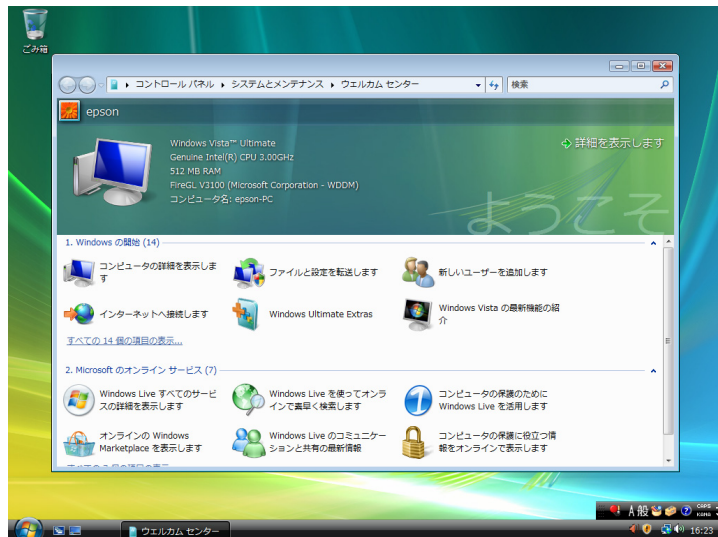 ごみ箱
コントロール パネル ▸ システムとメンテナンス ▸ ウエルカム センター
検索
epson
Windows Vista™ Ultimate
Genuine Intel(R) CPU 3.00GHz
512 MB RAM
FireGL V3100 (Microsoft Corporation - WDDM)
コンピュータ名: epson-PC
詳細を表示します
ようこそ
1. Windows の開始 (14)
コンピュータの詳細を表示しま
す
ファイルと設定を転送します
新しいユーザーを追加します
インターネットへ接続します
Windows Ultimate Extras
Windows Vista の最新機能の紹
介
すべての 14 個の項目の表示...
2. Microsoft のオンライン サービス (7)
Windows Live すべてのサービ
スの詳細を表示します
Windows Live を使ってオンラ
インで素早く検索します
コンピュータの保護のために
Windows Live を活用します
オンラインの Windows
Marketplace を表示します
Windows Live のコミュニケー
ションと共有の最新情報
コンピュータの保護に役立つ情
報をオンラインで表示します
A 般
CAPS
KANA
ウエルカム センター
16:23